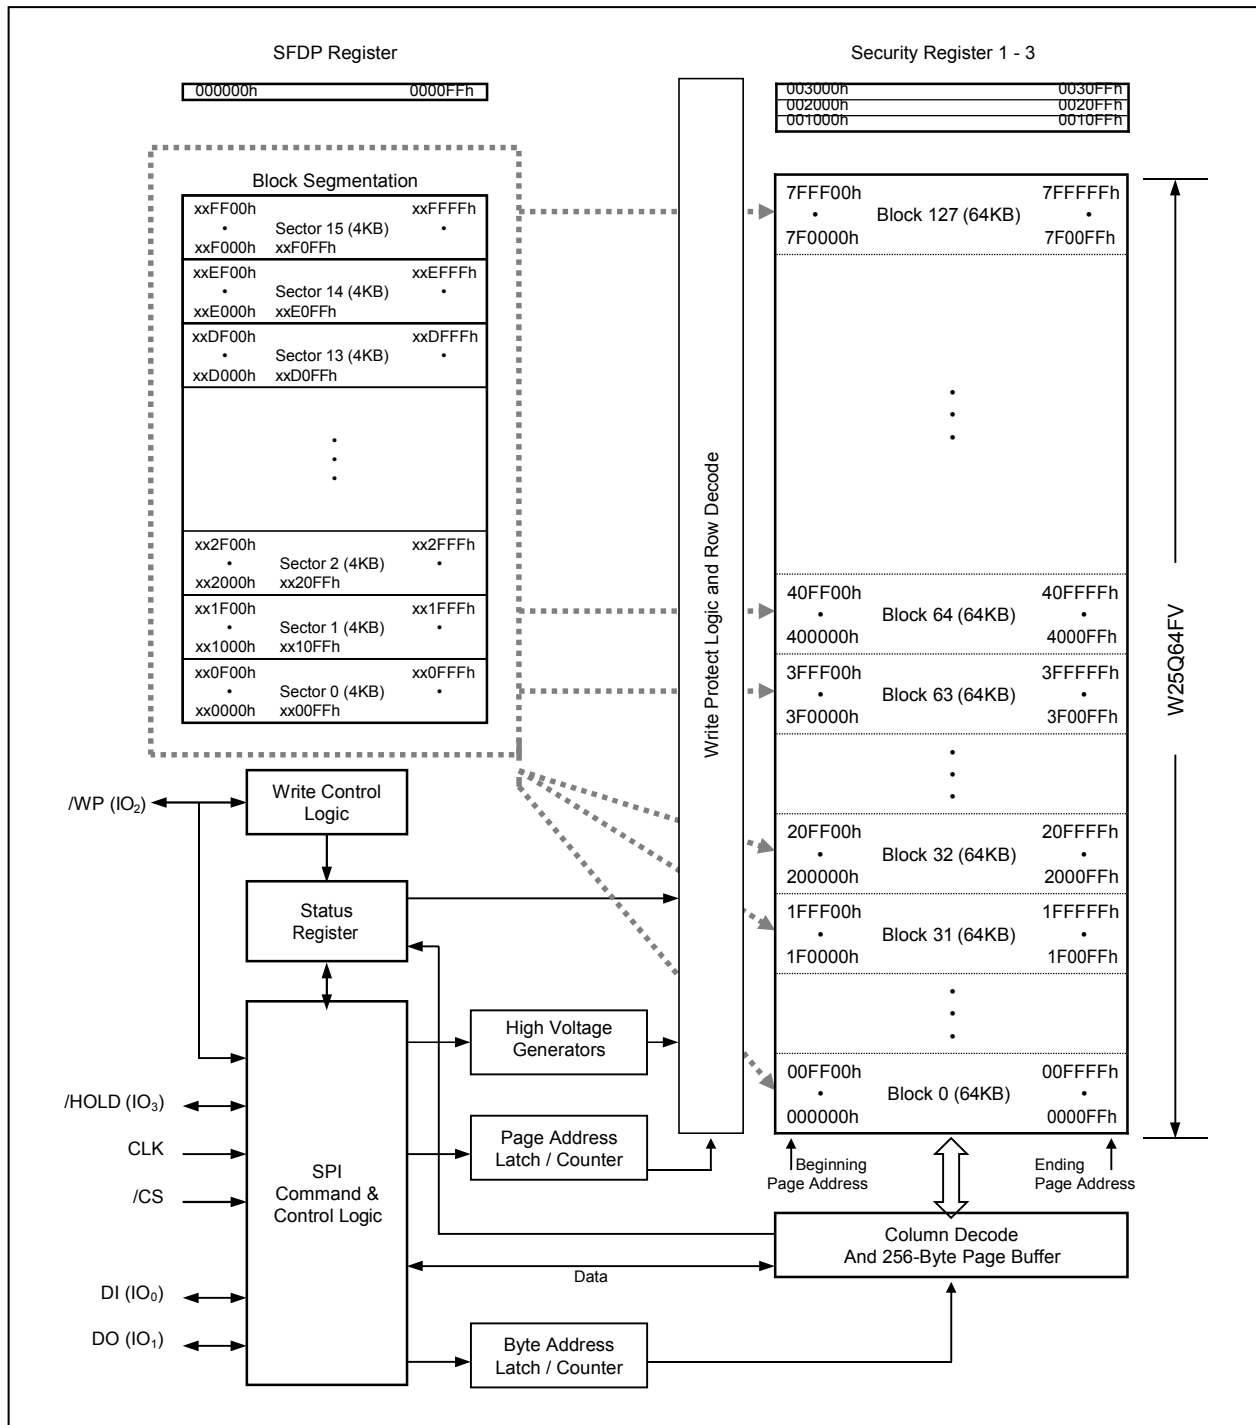 SFDP Register
000000h 0000FFh
Security Register 1 - 3
003000h 0030FFh
002000h 0020FFh
001000h 0010FFh
Block Segmentation
xxFF00h xxFFFFh
• Sector 15 (4KB) •
xxF000h xxF0FFh
xxEF00h xxEFFFh
• Sector 14 (4KB) •
xxE000h xxE0FFh
xxDF00h xxDFFFh
• Sector 13 (4KB) •
xxD000h xxD0FFh
xx2F00h xx2FFFh
• Sector 2 (4KB) •
xx2000h xx20FFh
xx1F00h xx1FFFh
• Sector 1 (4KB) •
xx1000h xx10FFh
xx0F00h xx0FFFh
• Sector 0 (4KB) •
xx0000h xx00FFh
Write Protect Logic and Row Decode
7FFF00h 7FFFFFh
• Block 127 (64KB) •
7F0000h 7F00FFh
40FF00h 40FFFFh
• Block 64 (64KB) •
400000h 4000FFh
3FFF00h 3FFFFFh
• Block 63 (64KB) •
3F0000h 3F00FFh
20FF00h 20FFFFh
• Block 32 (64KB) •
200000h 2000FFh
1FFF00h 1FFFFFh
• Block 31 (64KB) •
1F0000h 1F00FFh
00FF00h 00FFFFh
• Block 0 (64KB) •
000000h 0000FFh
W25Q64FV
Beginning
Page Address
Ending
Page Address
/WP (IO₂)
Write Control
Logic
Status
Register
High Voltage
Generators
/HOLD (IO₃)
CLK
/CS
DI (IO₀)
DO (IO₁)
SPI
Command &
Control Logic
Page Address
Latch / Counter
Column Decode
And 256-Byte Page Buffer
Data
Byte Address
Latch / Counter